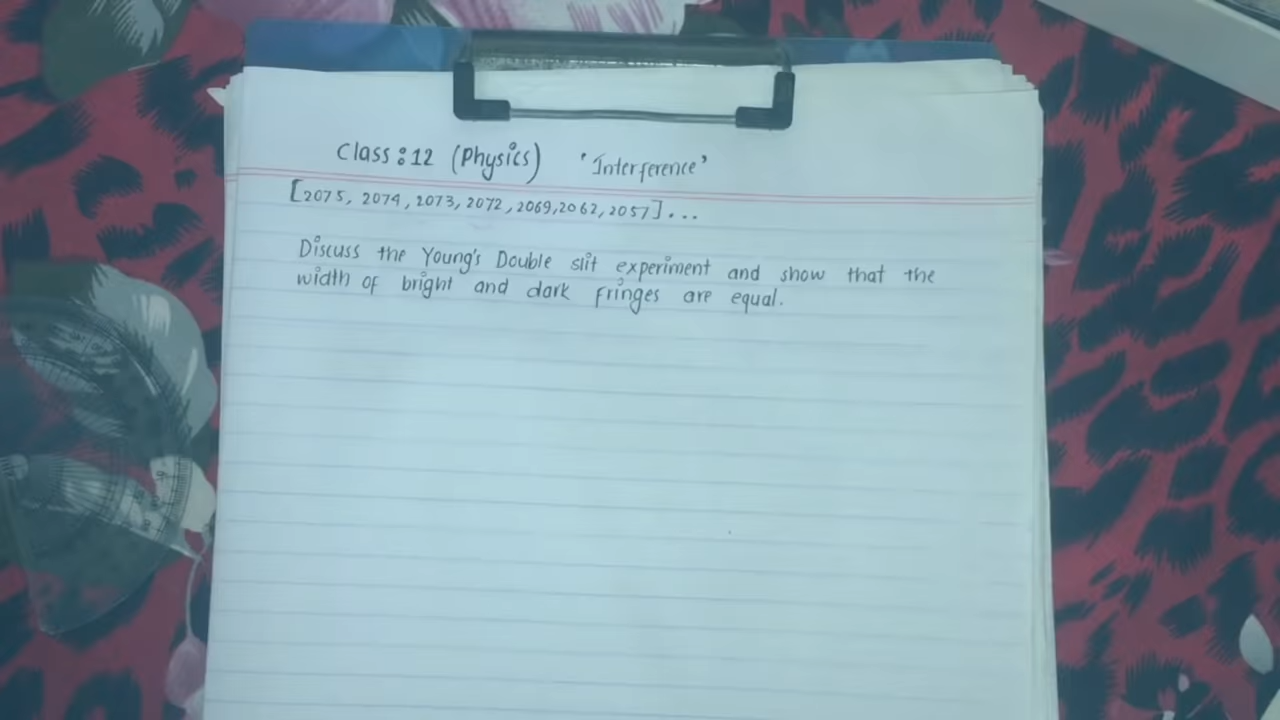 Class : 12 (Physics) 'Interference'
[2075, 2074, 2073, 2072, 2069, 2062, 2057]...
Discuss the Young's Double slit experiment and show that the
width of bright and dark fringes are equal.